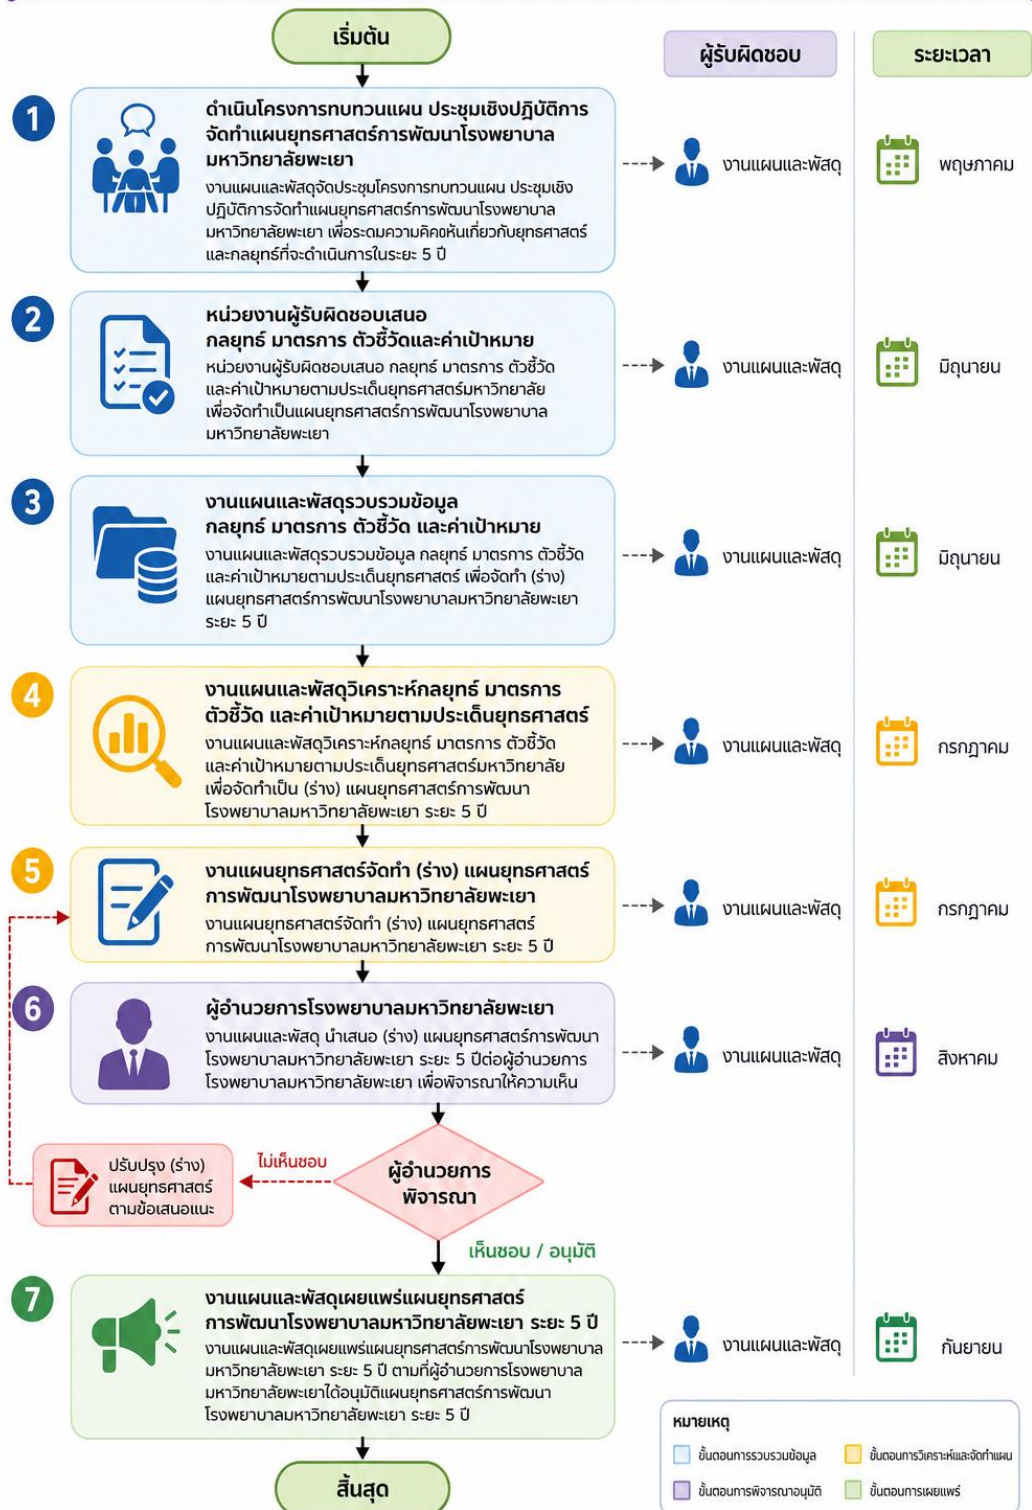 เริ่มต้น
ผู้รับผิดชอบ
ระยะเวลา
1
ดำเนินโครงการทบทวนแผน ประชุมเชิงปฏิบัติการ
จัดทำแผนยุทธศาสตร์การพัฒนาโรงพยาบาล
มหาวิทยาลัยพะเยา
งานแผนและพัสดุจัดประชุมโครงการทบทวนแผน ประชุมเชิง
ปฏิบัติการจัดทำแผนยุทธศาสตร์การพัฒนาโรงพยาบาล
มหาวิทยาลัยพะเยา เพื่อระดมความเกี่ยวกับยุทธศาสตร์
และกลยุทธ์ที่จะดำเนินการในระยะ 5 ปี
งานแผนและพัสดุ
พฤษภาคม
2
หน่วยงานผู้รับผิดชอบเสนอ
กลยุทธ์ มาตรการ ตัวชี้วัดและค่าเป้าหมาย
หน่วยงานผู้รับผิดชอบเสนอ กลยุทธ์ มาตรการ ตัวชี้วัด
และค่าเป้าหมายตามประเด็นยุทธศาสตร์มหาวิทยาลัย
เพื่อจัดทำเป็นแผนยุทธศาสตร์การพัฒนาโรงพยาบาล
มหาวิทยาลัยพะเยา
งานแผนและพัสดุ
มิถุนายน
3
งานแผนและพัสดุรวบรวมข้อมูล
กลยุทธ์ มาตรการ ตัวชี้วัด และค่าเป้าหมาย
งานแผนและพัสดุรวบรวมข้อมูล กลยุทธ์ มาตรการ ตัวชี้วัด
และค่าเป้าหมายตามประเด็นยุทธศาสตร์ เพื่อจัดทำ (ร่าง)
แผนยุทธศาสตร์การพัฒนาโรงพยาบาลมหาวิทยาลัยพะเยา
ระยะ 5 ปี
งานแผนและพัสดุ
มิถุนายน
4
งานแผนและพัสดุวิเคราะห์กลยุทธ์ มาตรการ
ตัวชี้วัด และค่าเป้าหมายตามประเด็นยุทธศาสตร์
งานแผนและพัสดุวิเคราะห์กลยุทธ์ มาตรการ ตัวชี้วัด
และค่าเป้าหมายตามประเด็นยุทธศาสตร์มหาวิทยาลัย
เพื่อจัดทำเป็น (ร่าง) แผนยุทธศาสตร์การพัฒนา
โรงพยาบาลมหาวิทยาลัยพะเยา ระยะ 5 ปี
งานแผนและพัสดุ
กรกฎาคม
5
งานแผนยุทธศาสตร์จัดทำ (ร่าง) แผนยุทธศาสตร์
การพัฒนาโรงพยาบาลมหาวิทยาลัยพะเยา
งานแผนยุทธศาสตร์จัดทำ (ร่าง) แผนยุทธศาสตร์
การพัฒนาโรงพยาบาลมหาวิทยาลัยพะเยา ระยะ 5 ปี
งานแผนและพัสดุ
กรกฎาคม
6
ผู้อำนวยการโรงพยาบาลมหาวิทยาลัยพะเยา
งานแผนและพัสดุ นำเสนอ (ร่าง) แผนยุทธศาสตร์การพัฒนา
โรงพยาบาลมหาวิทยาลัยพะเยา ระยะ 5 ปีต่อผู้อำนวยการ
โรงพยาบาลมหาวิทยาลัยพะเยา เพื่อพิจารณาให้ความเห็น
งานแผนและพัสดุ
สิงหาคม
ปรับปรุง (ร่าง)
แผนยุทธศาสตร์
ตามข้อเสนอแนะ
ไม่เห็นชอบ
ผู้อำนวยการ
พิจารณา
เห็นชอบ / อนุมัติ
7
งานแผนและพัสดุเผยแพร่แผนยุทธศาสตร์
การพัฒนาโรงพยาบาลมหาวิทยาลัยพะเยา ระยะ 5 ปี
งานแผนและพัสดุเผยแพร่แผนยุทธศาสตร์การพัฒนาโรงพยาบาล
มหาวิทยาลัยพะเยา ระยะ 5 ปี ตามที่ผู้อำนวยการโรงพยาบาล
มหาวิทยาลัยพะเยาได้อนุมัติแผนยุทธศาสตร์การพัฒนา
โรงพยาบาลมหาวิทยาลัยพะเยา ระยะ 5 ปี
งานแผนและพัสดุ
กันยายน
สิ้นสุด
หมายเหตุ
ขั้นตอนการรวบรวมข้อมูล
ขั้นตอนการวิเคราะห์และจัดทำแผน
ขั้นตอนการพิจารณาอนุมัติ
ขั้นตอนการเผยแพร่